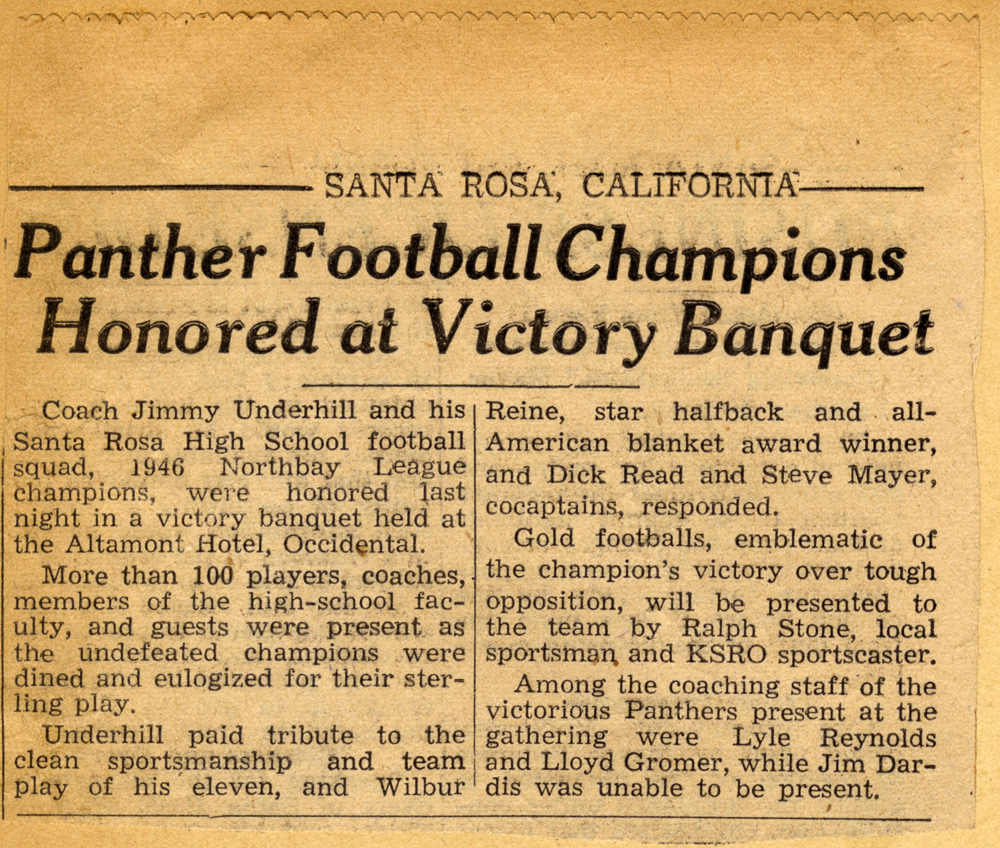 SANTA ROSA, CALIFORNIA
Panther Football Champions
Honored at Victory Banquet
Coach Jimmy Underhill and his
Santa Rosa High School football
squad, 1946 Northbay League
champions, were honored last
night in a victory banquet held at
the Altamont Hotel, Occidental.
More than 100 players, coaches,
members of the high-school fac-
ulty, and guests were present as
the undefeated champions were
dined and eulogized for their ster-
ling play.
Underhill paid tribute to the
clean sportsmanship and team
play of his eleven, and Wilbur
Reine, star halfback and all-
American blanket award winner,
and Dick Read and Steve Mayer,
cocaptains, responded.
Gold footballs, emblematic of
the champion's victory over tough
opposition, will be presented to
the team by Ralph Stone, local
sportsman and KSRO sportscaster.
Among the coaching staff of the
victorious Panthers present at the
gathering were Lyle Reynolds
and Lloyd Gromer, while Jim Dar-
dis was unable to be present.